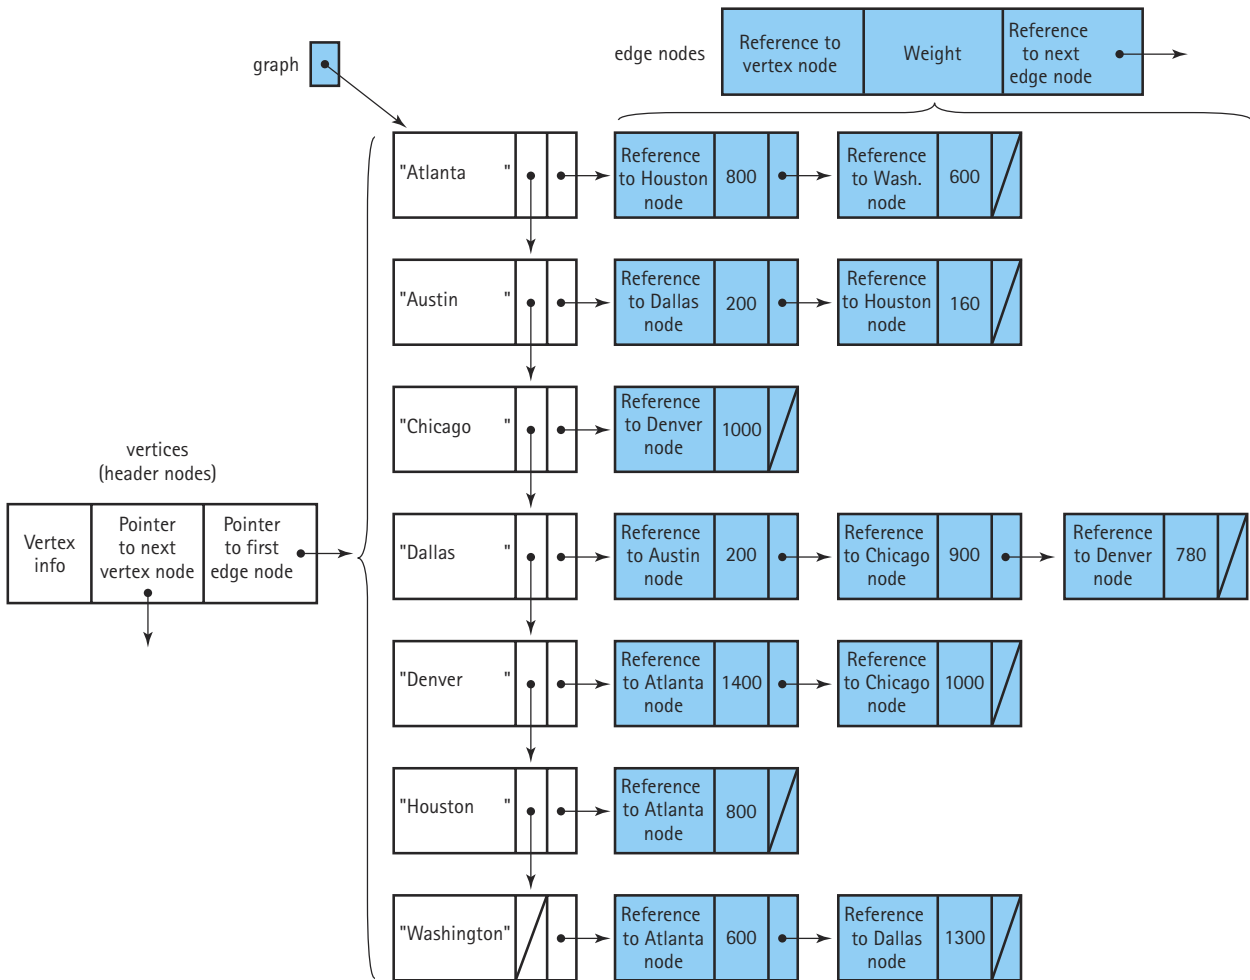 graph
edge nodes
Reference to
vertex node
Weight
Reference
to next
edge node
"Atlanta "
Reference
to Houston
node
800
Reference
to Wash.
node
600
"Austin "
Reference
to Dallas
node
200
Reference
to Houston
node
160
"Chicago "
Reference
to Denver
node
1000
vertices
(header nodes)
Vertex
info
Pointer
to next
vertex node
Pointer
to first
edge node
"Dallas "
Reference
to Austin
node
200
Reference
to Chicago
node
900
Reference
to Denver
node
780
"Denver "
Reference
to Atlanta
node
1400
Reference
to Chicago
node
1000
"Houston "
Reference
to Atlanta
node
800
"Washington"
Reference
to Atlanta
node
600
Reference
to Dallas
node
1300